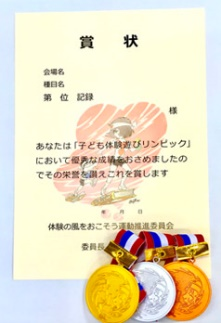 賞状
会場名
種目名
第 位 記録
様
あなたは「子ども体験遊びリンピック」
において優秀な成績をおさめましたの
でその栄誉を讃えこれを賞します
年 月 日
体験の風をおこそう運動推進委員会
委員長